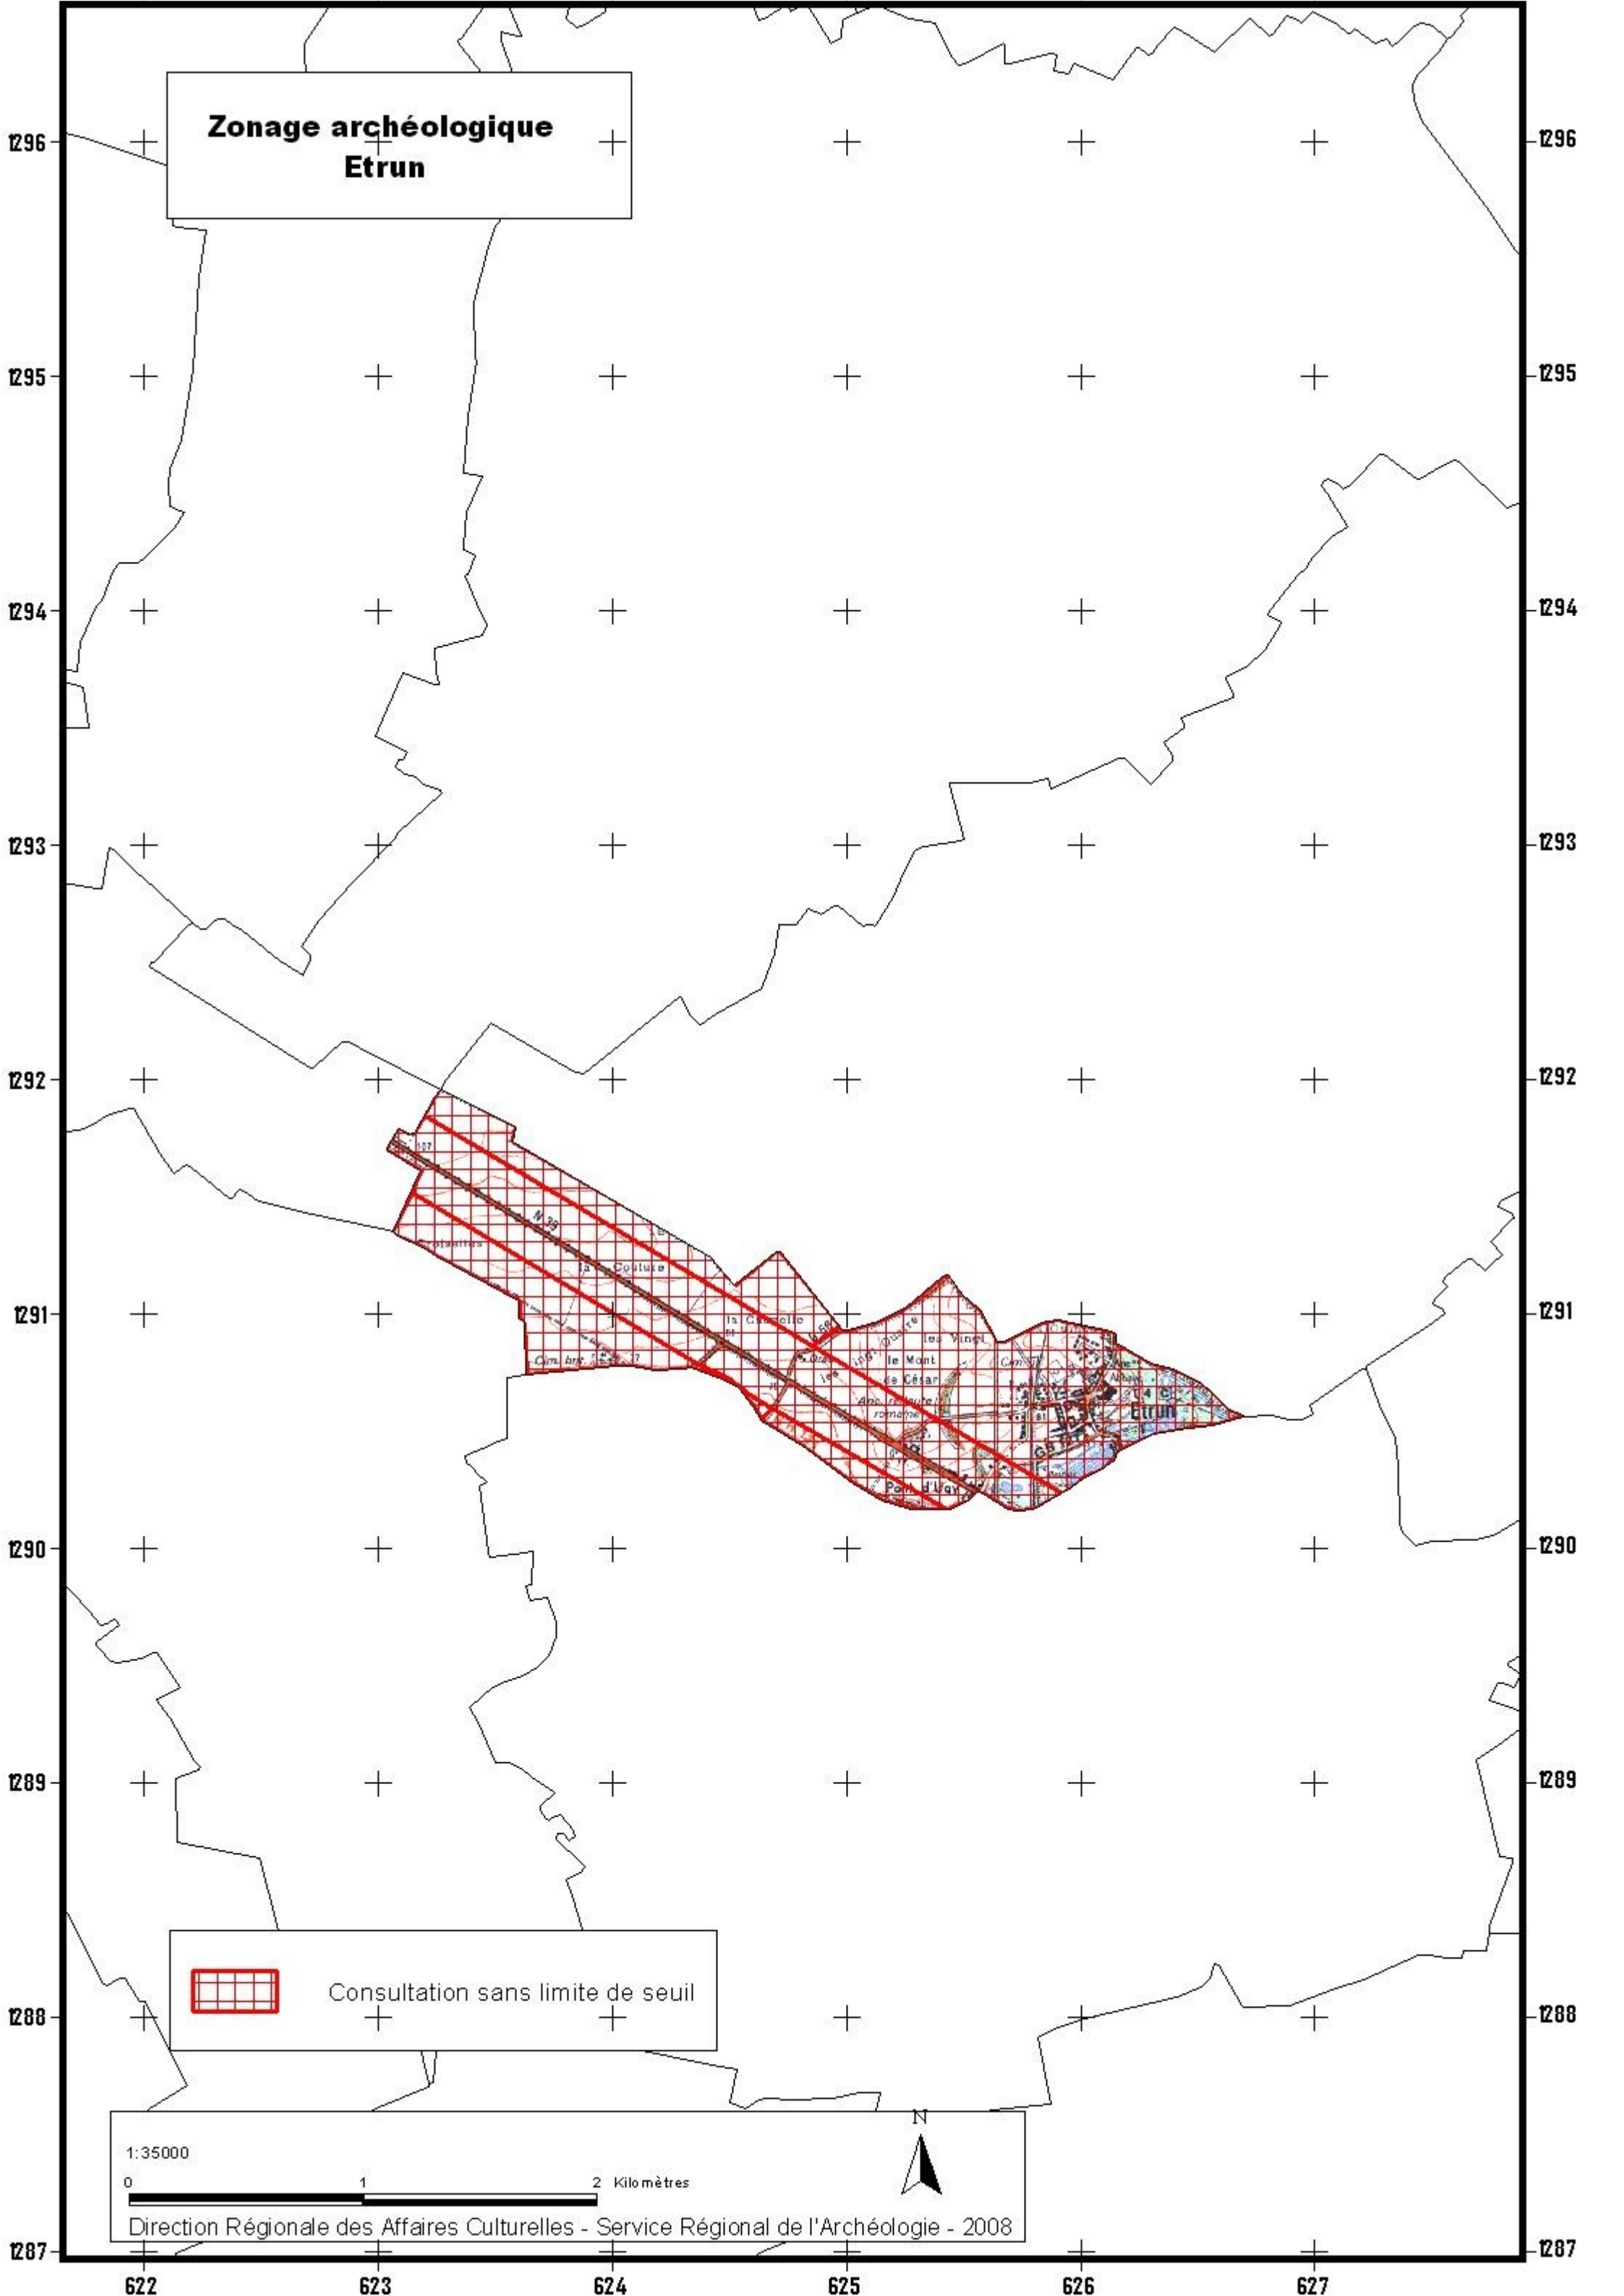 Zonage archéologique
Etrun
1296
1296
1295
1295
1294
1294
1293
1293
1292
1292
107
N 39
la Couture
1291
1291
les Vingt
le Mont
de César
Etrun
Pont d'Ugy
1290
1290
1289
1289
Consultation sans limite de seuil
1288
1288
N
1:35000
0 1 2 Kilomètres
Direction Régionale des Affaires Culturelles - Service Régional de l'Archéologie - 2008
1287
1287
622 623 624 625 626 627